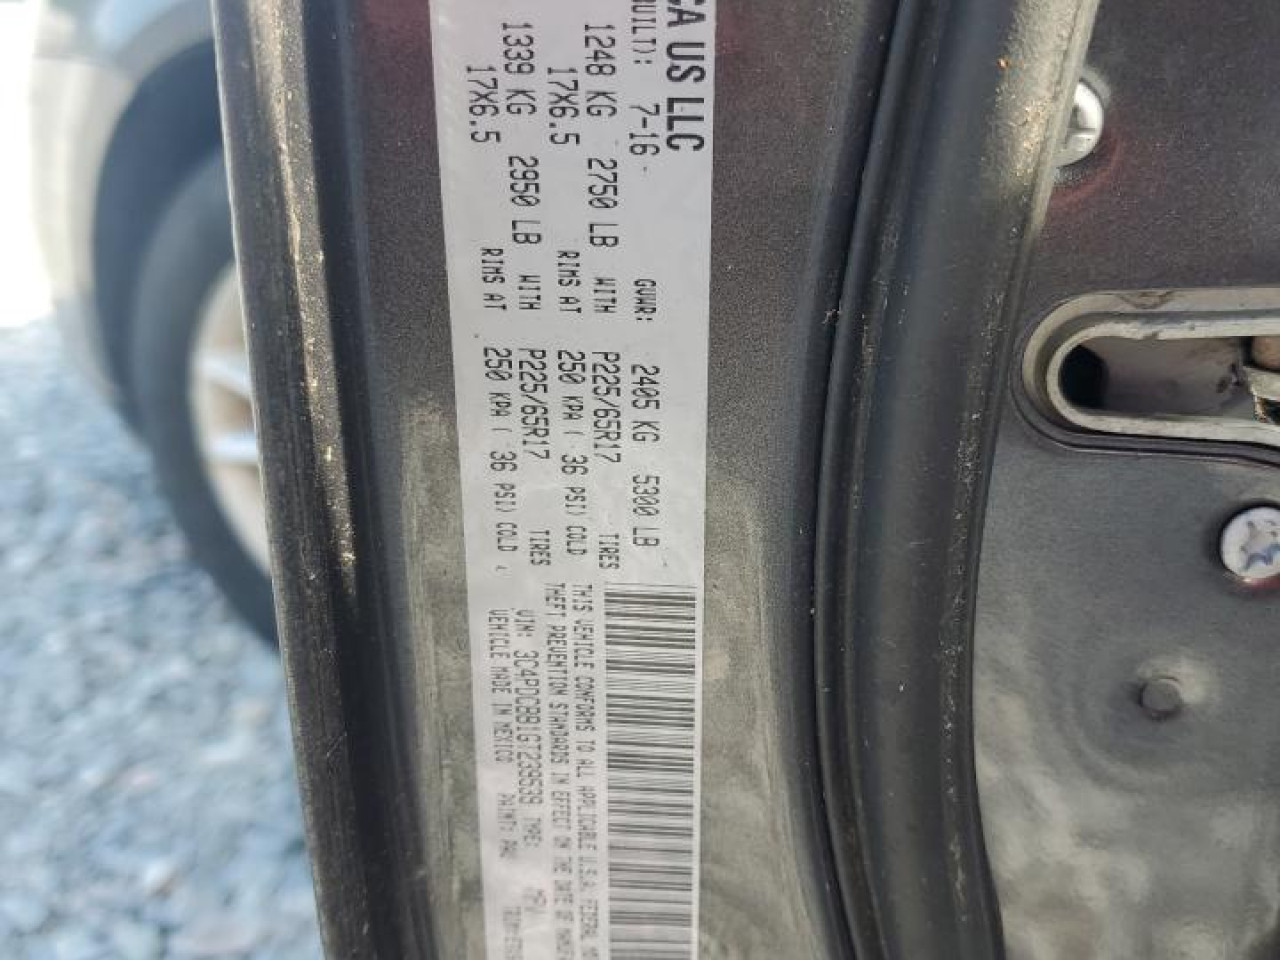 CA US LLC
BUILT): 7-16
GVWR: 2405 KG 5300 LB
1248 KG 2750 LB WITH P225/65R17 TIRES
17X6.5 RIMS AT 250 KPA ( 36 PSI) COLD
1339 KG 2950 LB WITH P225/65R17 TIRES
17X6.5 RIMS AT 250 KPA ( 36 PSI) COLD
THIS VEHICLE CONFORMS TO ALL APPLICABLE U.S.A. FEDERAL
THEFT PREVENTION STANDARDS IN EFFECT ON THE DATE OF
VIN: 3C4PDCBB1GT239539 TYPE: MPV
VEHICLE MADE IN MEXICO PAINT: